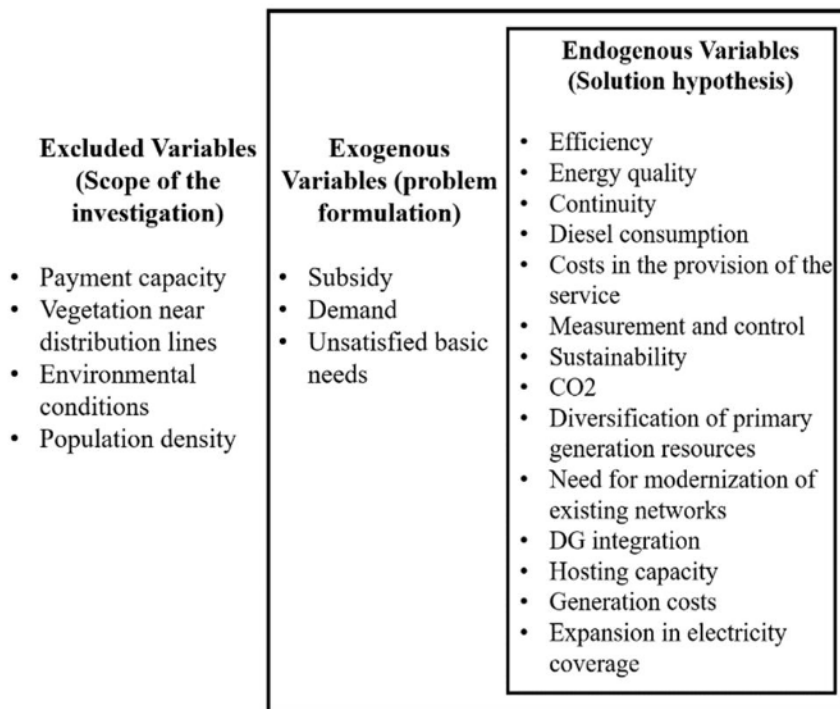 Excluded Variables
(Scope of the
investigation)
• Payment capacity
• Vegetation near
distribution lines
• Environmental
conditions
• Population density
Exogenous
Variables (problem
formulation)
• Subsidy
• Demand
• Unsatisfied basic
needs
Endogenous Variables
(Solution hypothesis)
• Efficiency
• Energy quality
• Continuity
• Diesel consumption
• Costs in the provision of the
service
• Measurement and control
• Sustainability
• CO2
• Diversification of primary
generation resources
• Need for modernization of
existing networks
• DG integration
• Hosting capacity
• Generation costs
• Expansion in electricity
coverage